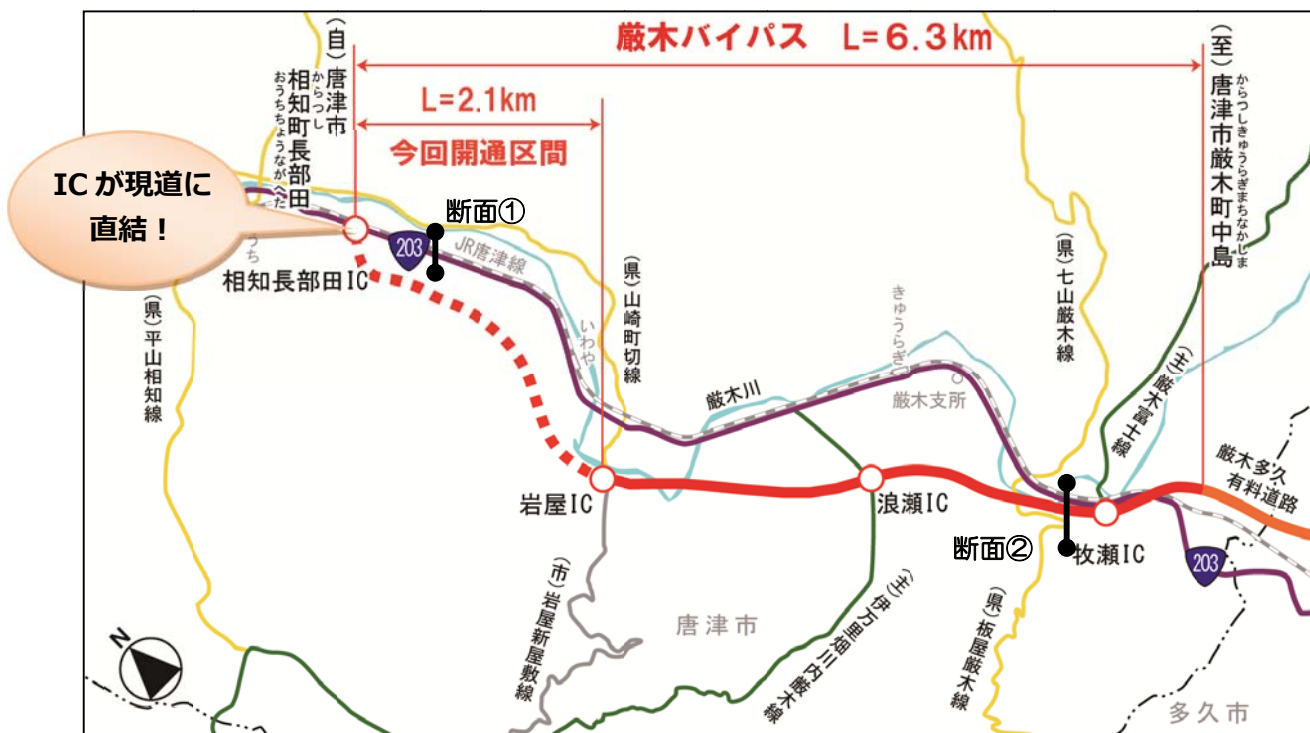 厳木バイパス L=6.3km
L=2.1km
今回開通区間
(自)唐津市
からつし
相知町長部田
おうちちょうながへた
(至)唐津市厳木町中島
からつしきゅうらぎまちなかしま
ICが現道に
直結！
断面①
203
JR唐津線
うち
相知長部田IC
(県)平山相知線
いわや
(県)山崎町切線
厳木川
きゅうらぎ
厳木支所
(県)七山厳木線
(主)厳木富士線
厳木多久
有料道路
岩屋IC
浪瀬IC
断面②
牧瀬IC
203
(市)岩屋新屋敷線
唐津市
(主)伊万里畑川内厳木線
(県)板屋厳木線
多久市
N